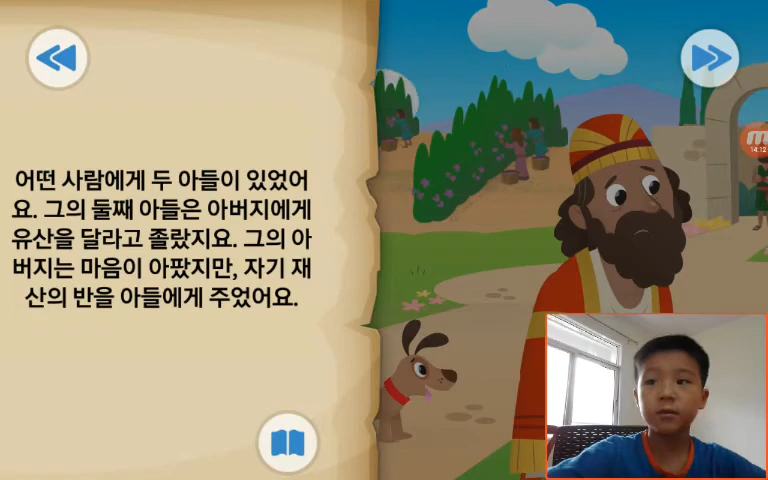 어떤 사람에게 두 아들이 있었어
요. 그의 둘째 아들은 아버지에게
유산을 달라고 졸랐지요. 그의 아
버지는 마음이 아팠지만, 자기 재
산의 반을 아들에게 주었어요.
14:12